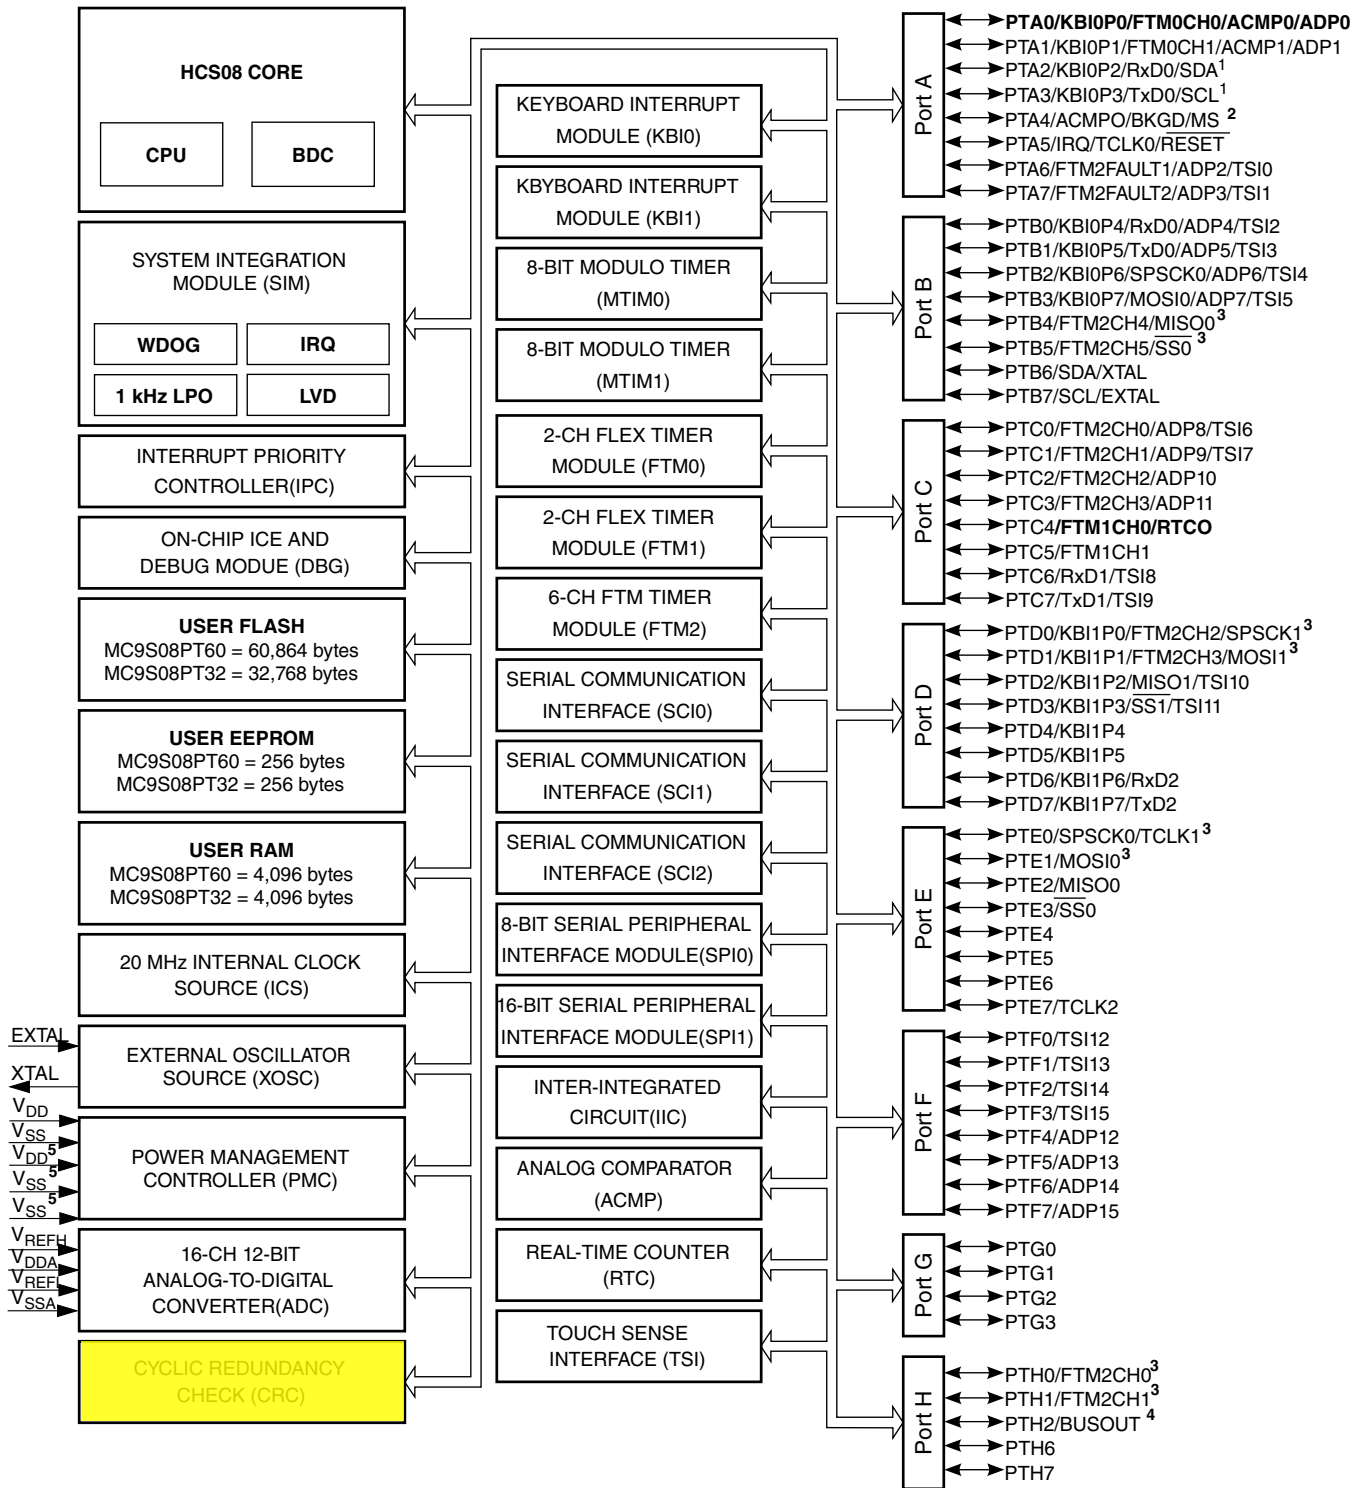 HCS08 CORE
CPU
BDC
SYSTEM INTEGRATION
MODULE (SIM)
WDOG
IRQ
1 kHz LPO
LVD
INTERRUPT PRIORITY
CONTROLLER(IPC)
ON-CHIP ICE AND
DEBUG MODUE (DBG)
USER FLASH
MC9S08PT60 = 60,864 bytes
MC9S08PT32 = 32,768 bytes
USER EEPROM
MC9S08PT60 = 256 bytes
MC9S08PT32 = 256 bytes
USER RAM
MC9S08PT60 = 4,096 bytes
MC9S08PT32 = 4,096 bytes
20 MHz INTERNAL CLOCK
SOURCE (ICS)
EXTAL
XTAL
EXTERNAL OSCILLATOR
SOURCE (XOSC)
VDD
VSS
VDD5
VSS5
VSS5
POWER MANAGEMENT
CONTROLLER (PMC)
VREFH
VDDA
VREFL
VSSA
16-CH 12-BIT
ANALOG-TO-DIGITAL
CONVERTER(ADC)
CYCLIC REDUNDANCY
CHECK (CRC)
KEYBOARD INTERRUPT
MODULE (KBI0)
KBYBOARD INTERRUPT
MODULE (KBI1)
8-BIT MODULO TIMER
(MTIM0)
8-BIT MODULO TIMER
(MTIM1)
2-CH FLEX TIMER
MODULE (FTM0)
2-CH FLEX TIMER
MODULE (FTM1)
6-CH FTM TIMER
MODULE (FTM2)
SERIAL COMMUNICATION
INTERFACE (SCI0)
SERIAL COMMUNICATION
INTERFACE (SCI1)
SERIAL COMMUNICATION
INTERFACE (SCI2)
8-BIT SERIAL PERIPHERAL
INTERFACE MODULE(SPI0)
16-BIT SERIAL PERIPHERAL
INTERFACE MODULE(SPI1)
INTER-INTEGRATED
CIRCUIT(IIC)
ANALOG COMPARATOR
(ACMP)
REAL-TIME COUNTER
(RTC)
TOUCH SENSE
INTERFACE (TSI)
Port A
PTA0/KBI0P0/FTM0CH0/ACMP0/ADP0
PTA1/KBI0P1/FTM0CH1/ACMP1/ADP1
PTA2/KBI0P2/RxD0/SDA1
PTA3/KBI0P3/TxD0/SCL1
PTA4/ACMPO/BKGD/MS 2
PTA5/IRQ/TCLK0/RESET
PTA6/FTM2FAULT1/ADP2/TSI0
PTA7/FTM2FAULT2/ADP3/TSI1
Port B
PTB0/KBI0P4/RxD0/ADP4/TSI2
PTB1/KBI0P5/TxD0/ADP5/TSI3
PTB2/KBI0P6/SPSCK0/ADP6/TSI4
PTB3/KBI0P7/MOSI0/ADP7/TSI5
PTB4/FTM2CH4/MISO03
PTB5/FTM2CH5/SS0 3
PTB6/SDA/XTAL
PTB7/SCL/EXTAL
Port C
PTC0/FTM2CH0/ADP8/TSI6
PTC1/FTM2CH1/ADP9/TSI7
PTC2/FTM2CH2/ADP10
PTC3/FTM2CH3/ADP11
PTC4/FTM1CH0/RTCO
PTC5/FTM1CH1
PTC6/RxD1/TSI8
PTC7/TxD1/TSI9
Port D
PTD0/KBI1P0/FTM2CH2/SPSCK13
PTD1/KBI1P1/FTM2CH3/MOSI13
PTD2/KBI1P2/MISO1/TSI10
PTD3/KBI1P3/SS1/TSI11
PTD4/KBI1P4
PTD5/KBI1P5
PTD6/KBI1P6/RxD2
PTD7/KBI1P7/TxD2
Port E
PTE0/SPSCK0/TCLK13
PTE1/MOSI03
PTE2/MISO0
PTE3/SS0
PTE4
PTE5
PTE6
PTE7/TCLK2
Port F
PTF0/TSI12
PTF1/TSI13
PTF2/TSI14
PTF3/TSI15
PTF4/ADP12
PTF5/ADP13
PTF6/ADP14
PTF7/ADP15
Port G
PTG0
PTG1
PTG2
PTG3
Port H
PTH0/FTM2CH03
PTH1/FTM2CH13
PTH2/BUSOUT 4
PTH6
PTH7